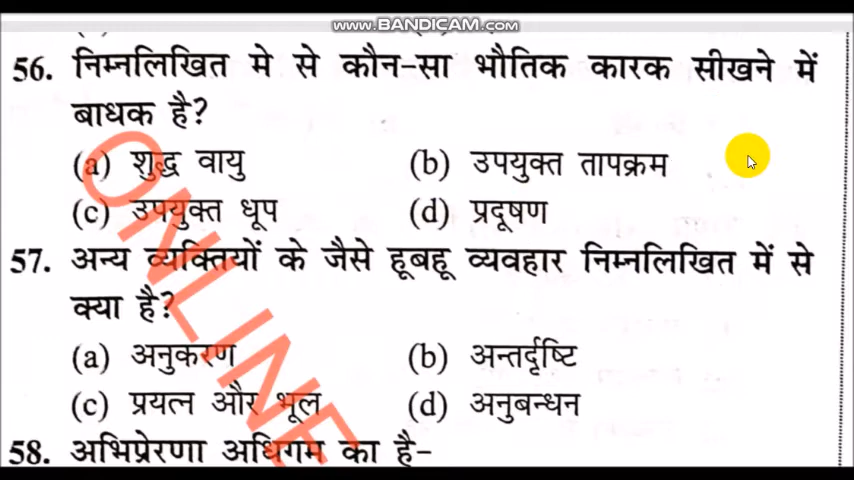 www.BANDICAM.com
56. निम्नलिखित मे से कौन-सा भौतिक कारक सीखने में
बाधक है?
(a) शुद्ध वायु (b) उपयुक्त तापक्रम
(c) उपयुक्त धूप (d) प्रदूषण
57. अन्य व्यक्तियों के जैसे हूबहू व्यवहार निम्नलिखित में से
क्या है?
(a) अनुकरण (b) अन्तर्दृष्टि
(c) प्रयत्न और भूल (d) अनुबन्धन
58. अभिप्रेरणा अधिगम का है-
ONLINE